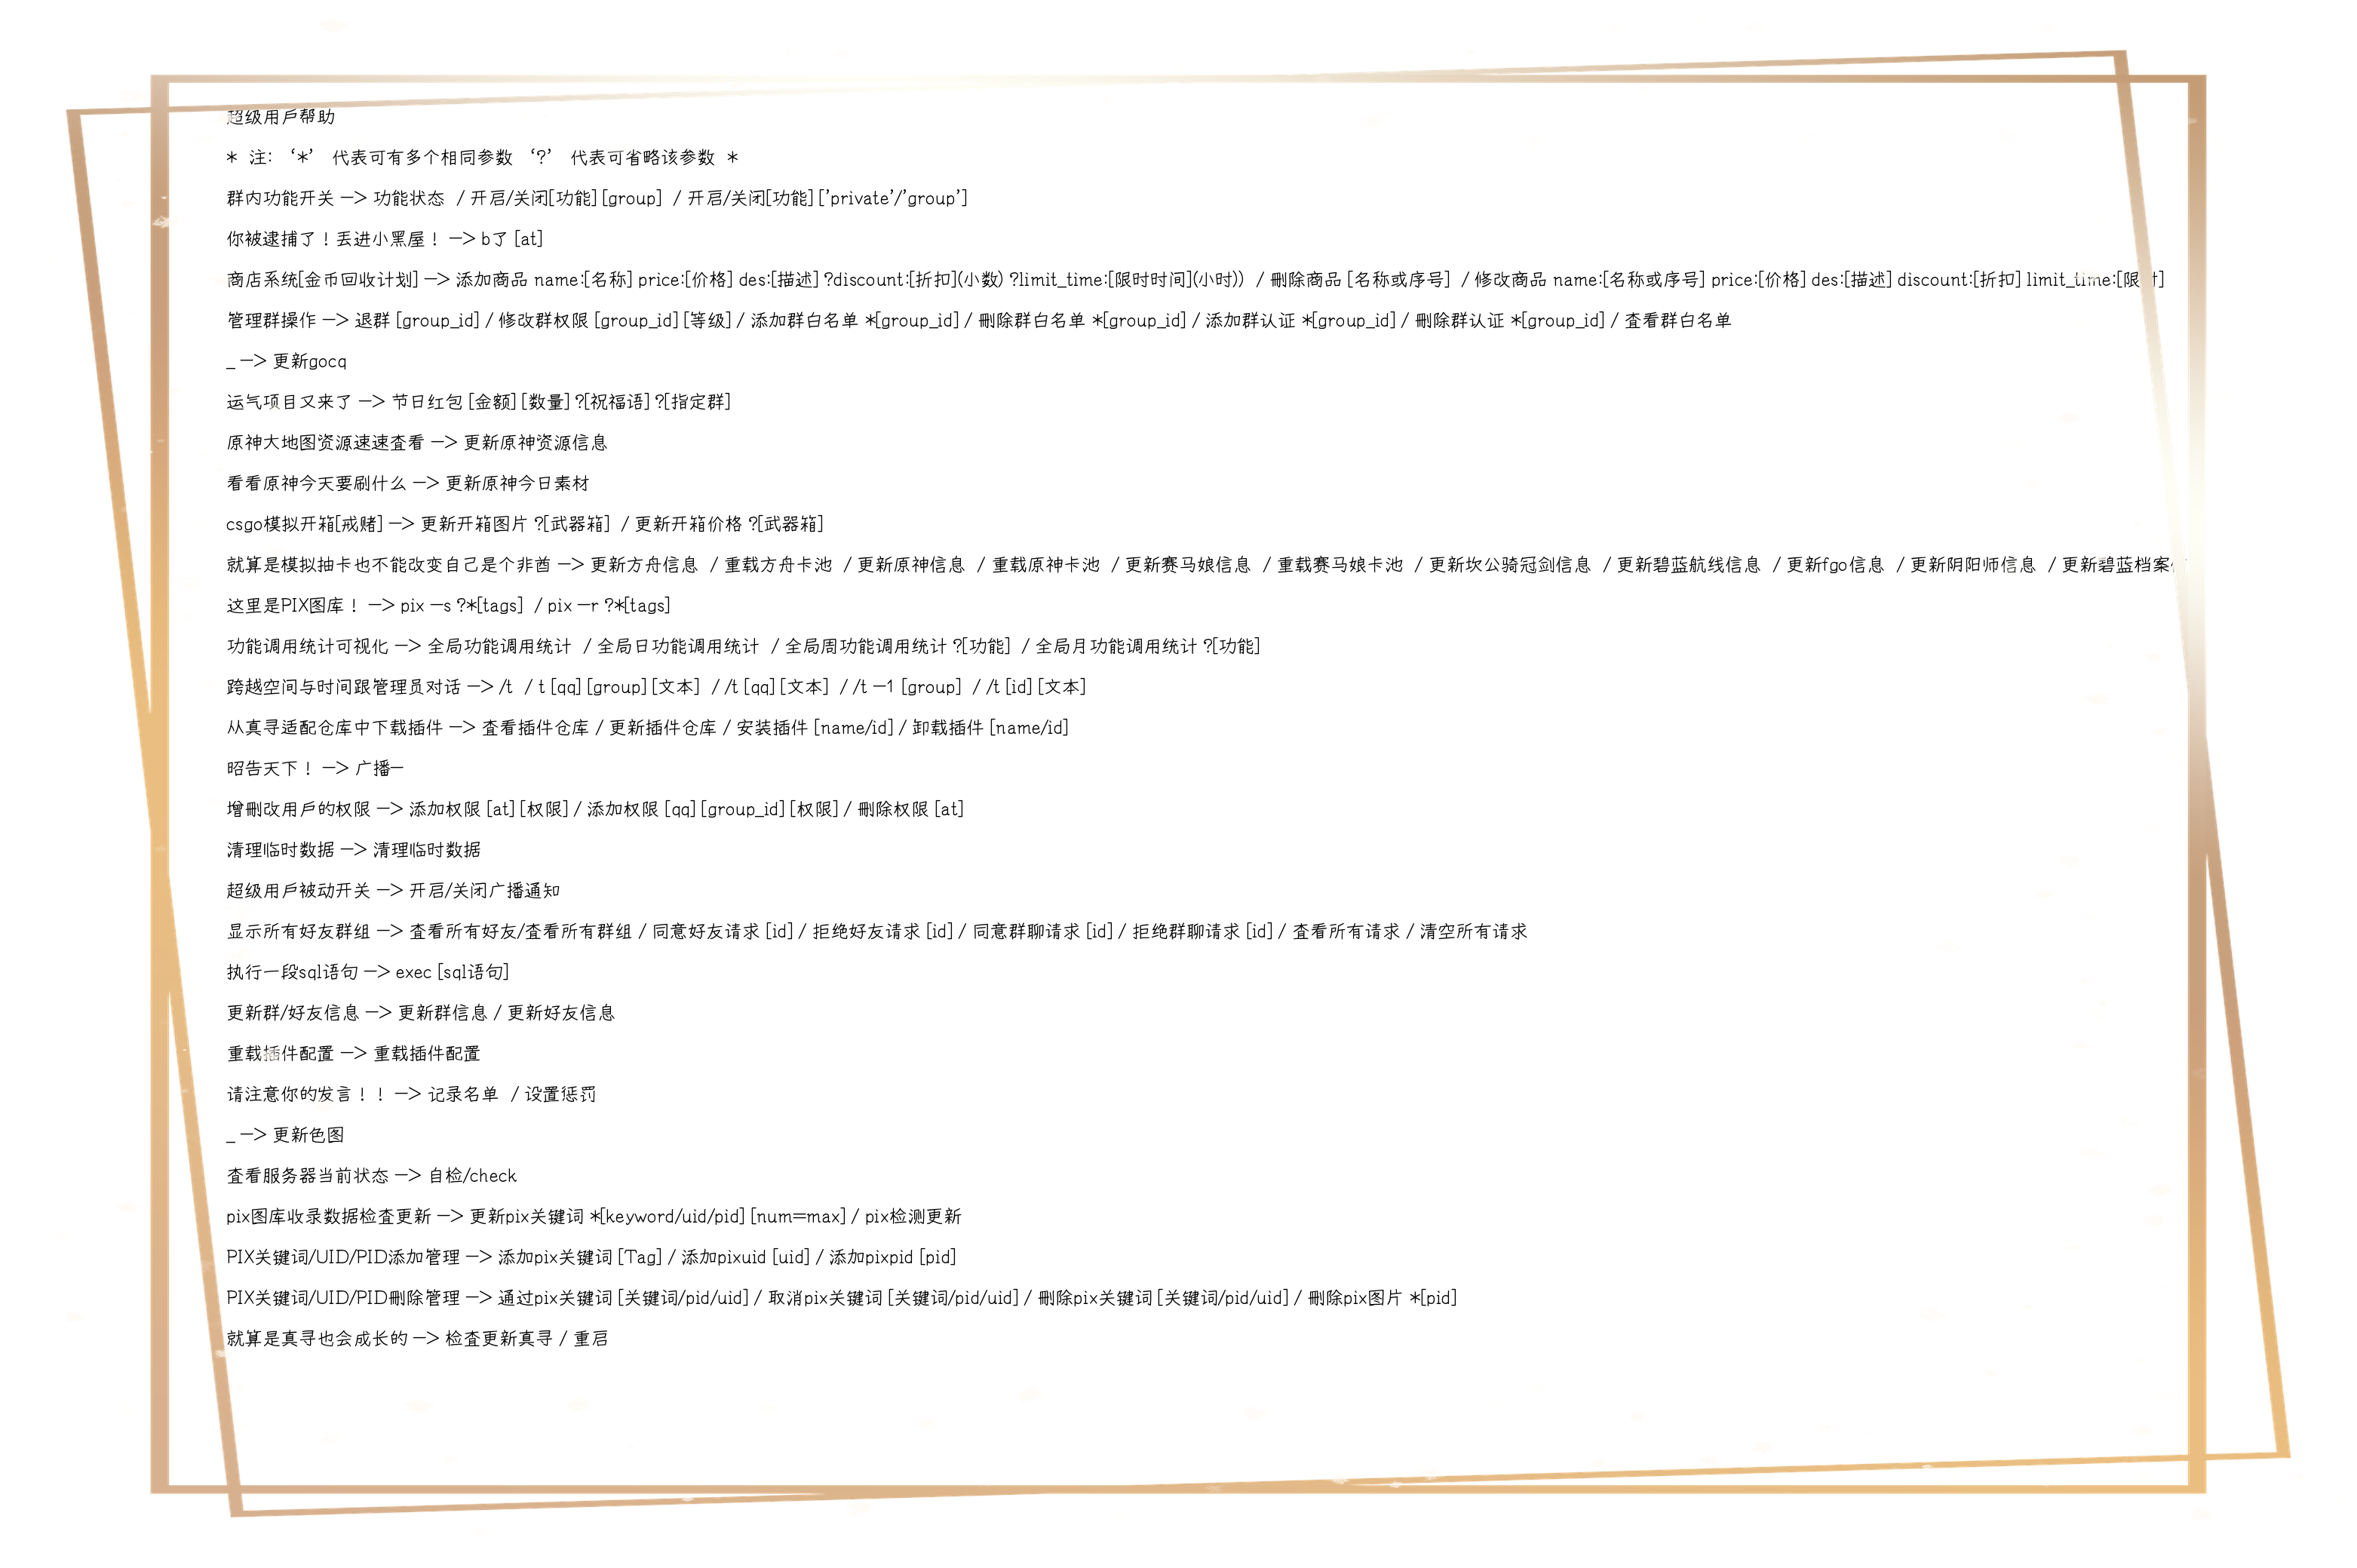 超级用户帮助
* 注: ‘*’ 代表可有多个相同参数 ‘?’ 代表可省略该参数 *
群内功能开关 -> 功能状态 / 开启/关闭[功能] [group] / 开启/关闭[功能] ['private'/'group']
你被逮捕了！丢进小黑屋！ -> b了 [at]
商店系统[金币回收计划] -> 添加商品 name:[名称] price:[价格] des:[描述] ?discount:[折扣](小数) ?limit_time:[限时时间](小时)) / 删除商品 [名称或序号] / 修改商品 name:[名称或序号] price:[价格] des:[描述] discount:[折扣] limit_time:[限时]
管理群操作 -> 退群 [group_id] / 修改群权限 [group_id] [等级] / 添加群白名单 *[group_id] / 删除群白名单 *[group_id] / 添加群认证 *[group_id] / 删除群认证 *[group_id] / 查看群白名单
_ -> 更新gocq
运气项目又来了 -> 节日红包 [金额] [数量] ?[祝福语] ?[指定群]
原神大地图资源速速查看 -> 更新原神资源信息
看看原神今天要刷什么 -> 更新原神今日素材
csgo模拟开箱[戒赌] -> 更新开箱图片 ?[武器箱] / 更新开箱价格 ?[武器箱]
就算是模拟抽卡也不能改变自己是个非酋 -> 更新方舟信息 / 重载方舟卡池 / 更新原神信息 / 重载原神卡池 / 更新赛马娘信息 / 重载赛马娘卡池 / 更新坎公骑冠剑信息 / 更新碧蓝航线信息 / 更新fgo信息 / 更新阴阳师信息 / 更新碧蓝档案
这里是PIX图库！ -> pix -s ?*[tags] / pix -r ?*[tags]
功能调用统计可视化 -> 全局功能调用统计 / 全局日功能调用统计 / 全局周功能调用统计 ?[功能] / 全局月功能调用统计 ?[功能]
跨越空间与时间跟管理员对话 -> /t / t [qq] [group] [文本] / /t [qq] [文本] / /t -1 [group] / /t [id] [文本]
从真寻适配仓库中下载插件 -> 查看插件仓库 / 更新插件仓库 / 安装插件 [name/id] / 卸载插件 [name/id]
昭告天下！ -> 广播-
增删改用户的权限 -> 添加权限 [at] [权限] / 添加权限 [qq] [group_id] [权限] / 删除权限 [at]
清理临时数据 -> 清理临时数据
超级用户被动开关 -> 开启/关闭广播通知
显示所有好友群组 -> 查看所有好友/查看所有群组 / 同意好友请求 [id] / 拒绝好友请求 [id] / 同意群聊请求 [id] / 拒绝群聊请求 [id] / 查看所有请求 / 清空所有请求
执行一段sql语句 -> exec [sql语句]
更新群/好友信息 -> 更新群信息 / 更新好友信息
重载插件配置 -> 重载插件配置
请注意你的发言！！ -> 记录名单 / 设置惩罚
_ -> 更新色图
查看服务器当前状态 -> 自检/check
pix图库收录数据检查更新 -> 更新pix关键词 *[keyword/uid/pid] [num=max] / pix检测更新
PIX关键词/UID/PID添加管理 -> 添加pix关键词 [Tag] / 添加pixuid [uid] / 添加pixpid [pid]
PIX关键词/UID/PID删除管理 -> 通过pix关键词 [关键词/pid/uid] / 取消pix关键词 [关键词/pid/uid] / 删除pix关键词 [关键词/pid/uid] / 删除pix图片 *[pid]
就算是真寻也会成长的 -> 检查更新真寻 / 重启